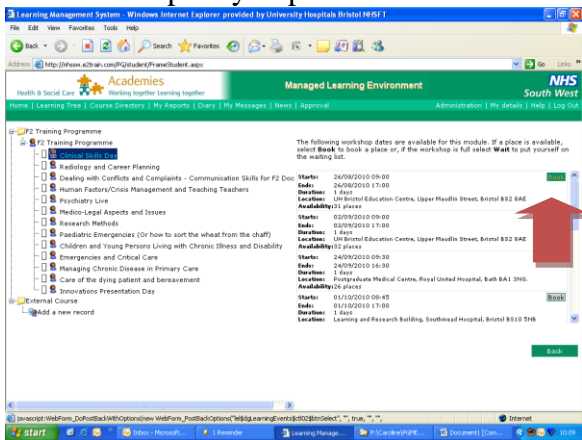 Learning Management System - Windows Internet Explorer provided by University Hospitals Bristol NHSFT
File Edit View Favorites Tools Help
Back Search Favorites
Address http://nhssw.e2train.com/PG/student/FrameStudent.aspx Go Links
Health & Social Care Academies Working together Learning together
Managed Learning Environment
NHS South West
Home | Learning Tree | Course Directory | My Reports | Diary | My Messages | News | Approval Administration | My details | Help | Log Out
F2 Training Programme
F2 Training Programme
Clinical Skills Day
Radiology and Career Planning
Dealing with Conflicts and Complaints - Communication Skills for F2 Doc
Human Factors/Crisis Management and Teaching Teachers
Psychiatry Live
Medico-Legal Aspects and Issues
Research Methods
Paediatric Emergencies (Or how to sort the wheat from the chaff)
Children and Young Persons Living with Chronic Illness and Disability
Emergencies and Critical Care
Managing Chronic Disease in Primary Care
Care of the dying patient and bereavement
Innovations Presentation Day
External Course
Add a new record
The following workshop dates are available for this module. If a place is available,
select Book to book a place or, if the workshop is full select Wait to put yourself on
the waiting list.
Starts: 26/08/2010 09:00 Book
Ends: 26/08/2010 17:00
Duration: 1 days
Location: UH Bristol Education Centre, Upper Maudlin Street, Bristol BS2 8AE
Availability: 31 places
Starts: 02/09/2010 09:00
Ends: 02/09/2010 17:00
Duration: 1 days
Location: UH Bristol Education Centre, Upper Maudlin Street, Bristol BS2 8AE
Availability: 32 places
Starts: 24/09/2010 09:30
Ends: 24/09/2010 16:30
Duration: 1 days
Location: Postgraduate Medical Centre, Royal United Hospital, Bath BA1 3NG.
Availability: 26 places
Starts: 01/10/2010 08:45 Book
Ends: 01/10/2010 17:00
Duration: 1 days
Location: Learning and Research Building, Southmead Hospital, Bristol BS10 5NB
Back
Internet
start Inbox - Microsoft... 1 Reminder Learning Manage... P:\Caroline\PGME... Document1 [Com... 10:09